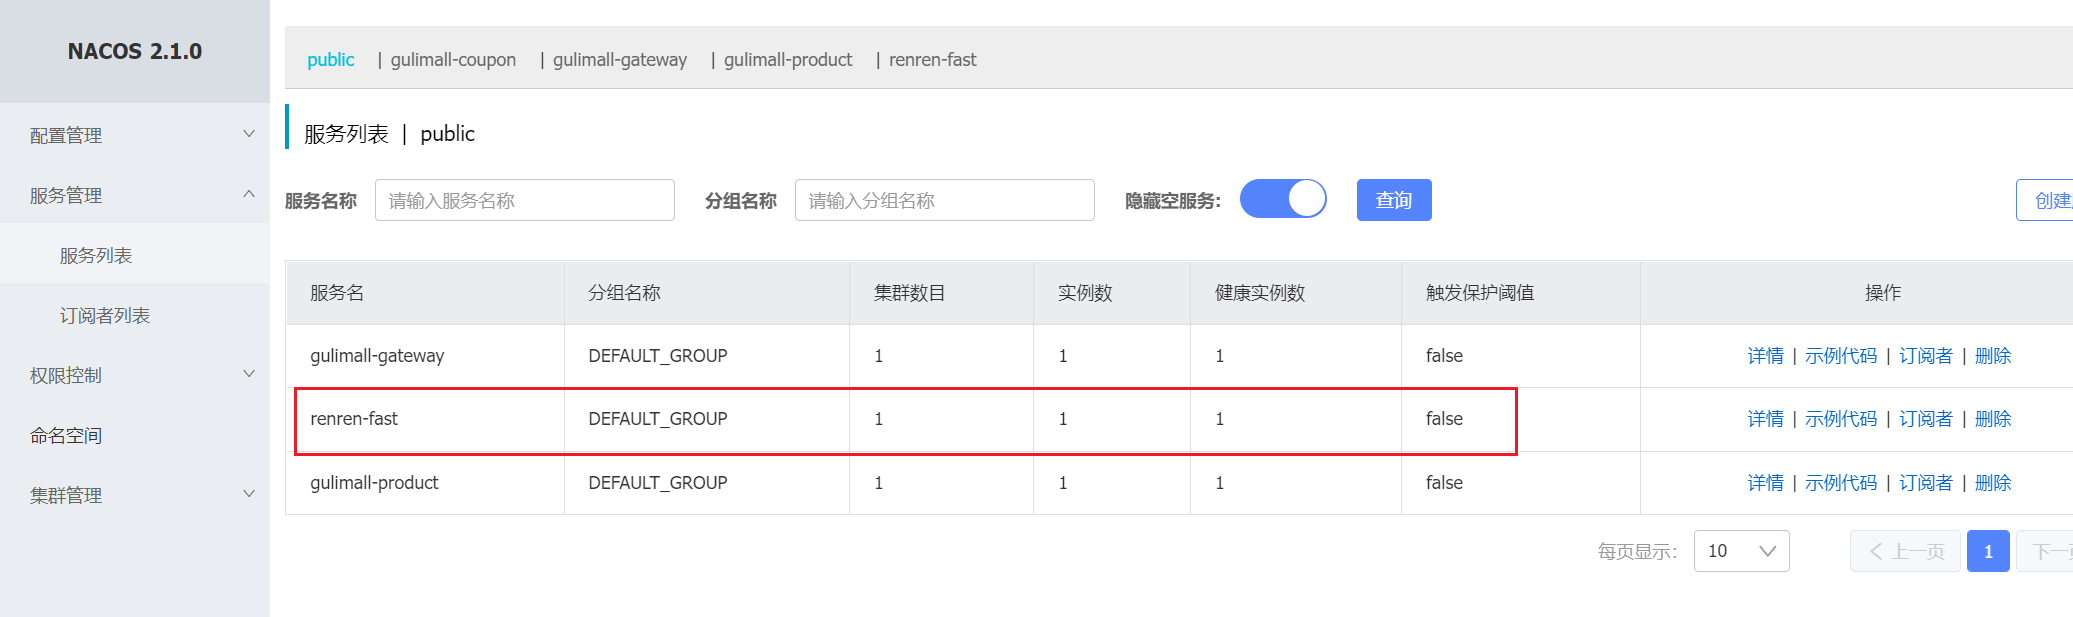 NACOS 2.1.0
配置管理
服务管理
服务列表
订阅者列表
权限控制
命名空间
集群管理
public | gulimall-coupon | gulimall-gateway | gulimall-product | renren-fast
服务列表 | public
服务名称 请输入服务名称 分组名称 请输入分组名称 隐藏空服务: 查询 创建
服务名 分组名称 集群数目 实例数 健康实例数 触发保护阈值 操作
gulimall-gateway DEFAULT_GROUP 1 1 1 false 详情 | 示例代码 | 订阅者 | 删除
renren-fast DEFAULT_GROUP 1 1 1 false 详情 | 示例代码 | 订阅者 | 删除
gulimall-product DEFAULT_GROUP 1 1 1 false 详情 | 示例代码 | 订阅者 | 删除
每页显示: 10 上一页 1 下一